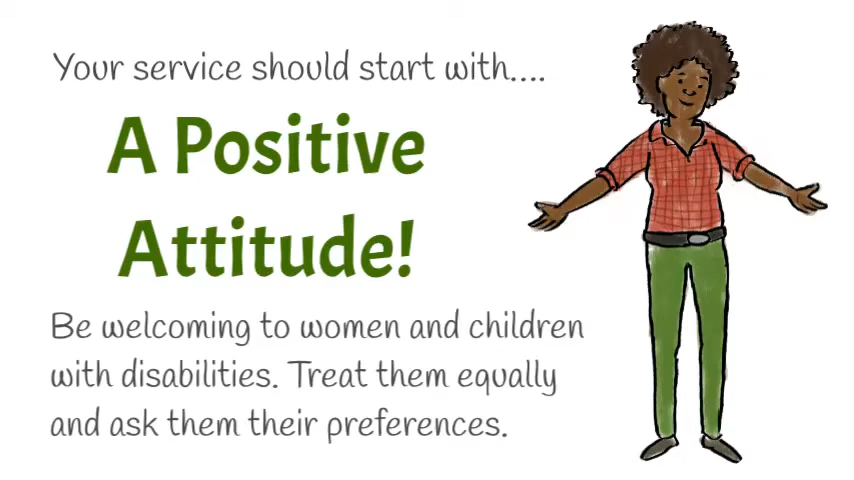 Your service should start with....
A Positive
Attitude!
Be welcoming to women and children
with disabilities. Treat them equally
and ask them their preferences.